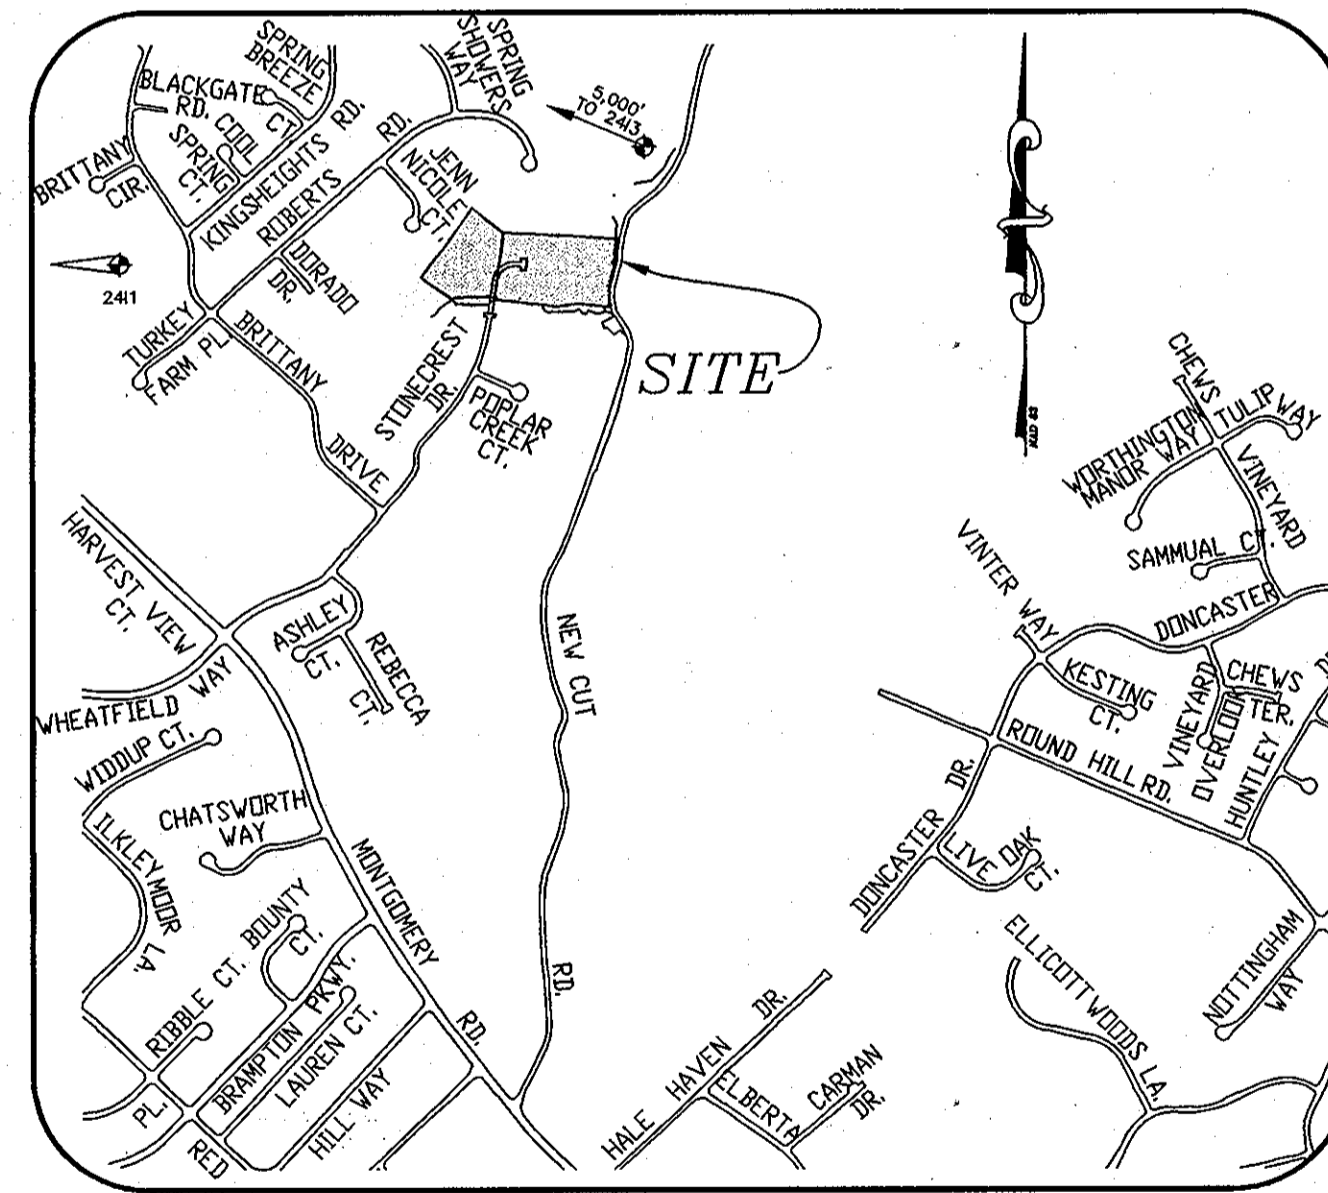 SPRING
BREEZE
CT.
BLACKGATE
RD.
COOL
SPRING
CT.
BRITTANY
CIR.
KINGSHEIGHTS RD.
ROBERTS RD.
SPRING
SHOWERS
WAY
5,000'
TO 2413
JENN
NICOLE
CT.
DORADO
DR.
2411
TURKEY
FARM PL.
BRITTANY
DRIVE
STONECREST
DR.
POPLAR
CREEK
CT.
SITE
NAD 83
CHEWS
VINEYARD
TULIP WAY
WORTHINGTON
MANOR WAY
SAMMUAL CT.
VINTER WAY
DONCASTER
KESTING
CT.
VINEYARD
OVERLOOK
CHEWS
TER.
HUNTLEY
ROUND HILL RD.
DONCASTER DR.
LIVE OAK
CT.
HARVEST VIEW
CT.
ASHLEY
CT.
REBECCA
CT.
WHEATFIELD WAY
WIDDUP CT.
CHATSWORTH
WAY
ILKLEY MOOR LA.
MONTGOMERY RD.
NEW CUT RD.
BOUNTY
CT.
RIBBLE CT.
BRAMPTON PKWY.
LAUREN CT.
HILL WAY
PL.
RED
HALE HAVEN DR.
ELBERTA
CARMAN
DR.
ELLICOTT WOODS LA.
NOTTINGHAM
WAY